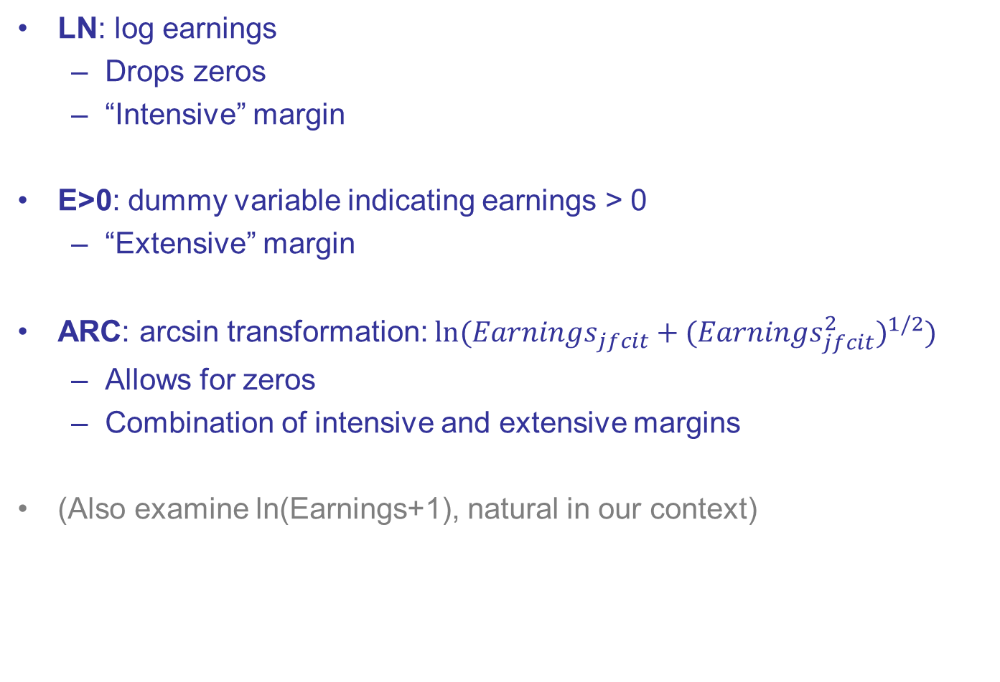 • LN: log earnings
– Drops zeros
– “Intensive” margin
• E>0: dummy variable indicating earnings > 0
– “Extensive” margin
• ARC: arcsin transformation: ln(Earnings_{jfcit} + (Earnings_{jfcit}^2)^{1/2})
– Allows for zeros
– Combination of intensive and extensive margins
• (Also examine ln(Earnings+1), natural in our context)